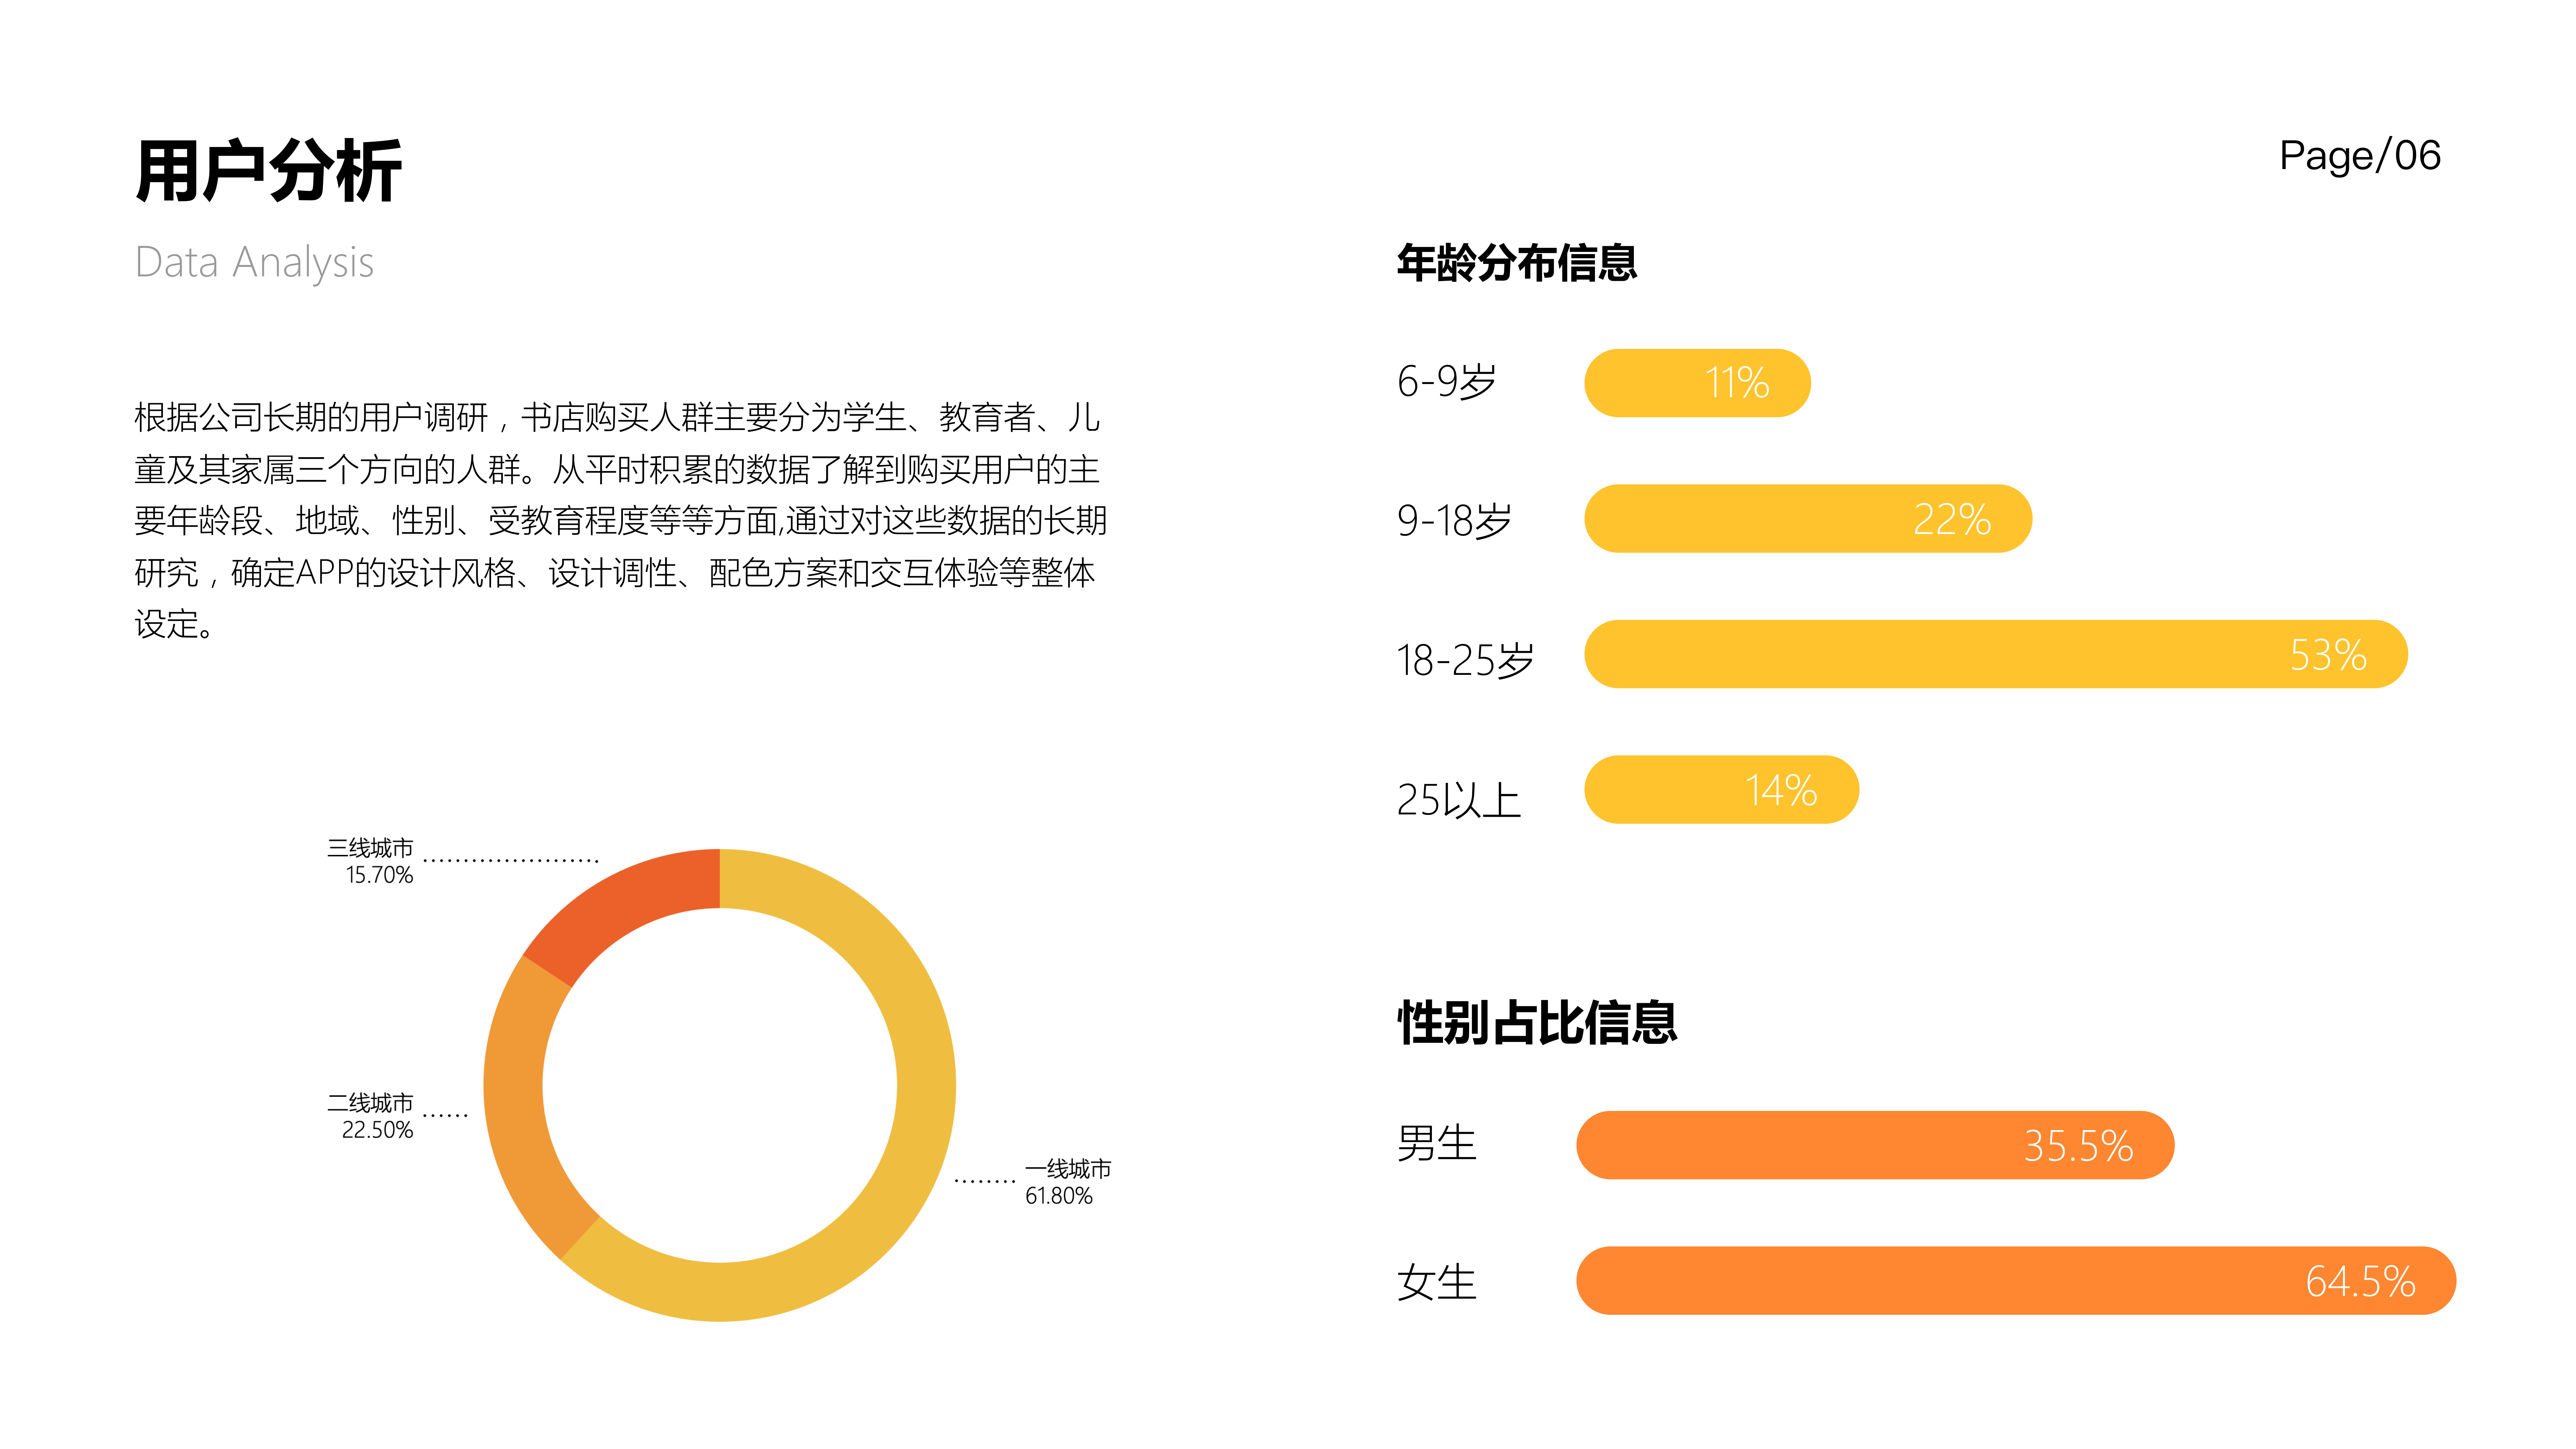 用户分析
Data Analysis
根据公司长期的用户调研，书店购买人群主要分为学生、教育者、儿
童及其家属三个方向的人群。从平时积累的数据了解到购买用户的主
要年龄段、地域、性别、受教育程度等等方面,通过对这些数据的长期
研究，确定APP的设计风格、设计调性、配色方案和交互体验等整体
设定。
三线城市
15.70%
二线城市
22.50%
一线城市
61.80%
Page/06
年龄分布信息
6-9岁 11%
9-18岁 22%
18-25岁 53%
25以上 14%
性别占比信息
男生 35.5%
女生 64.5%